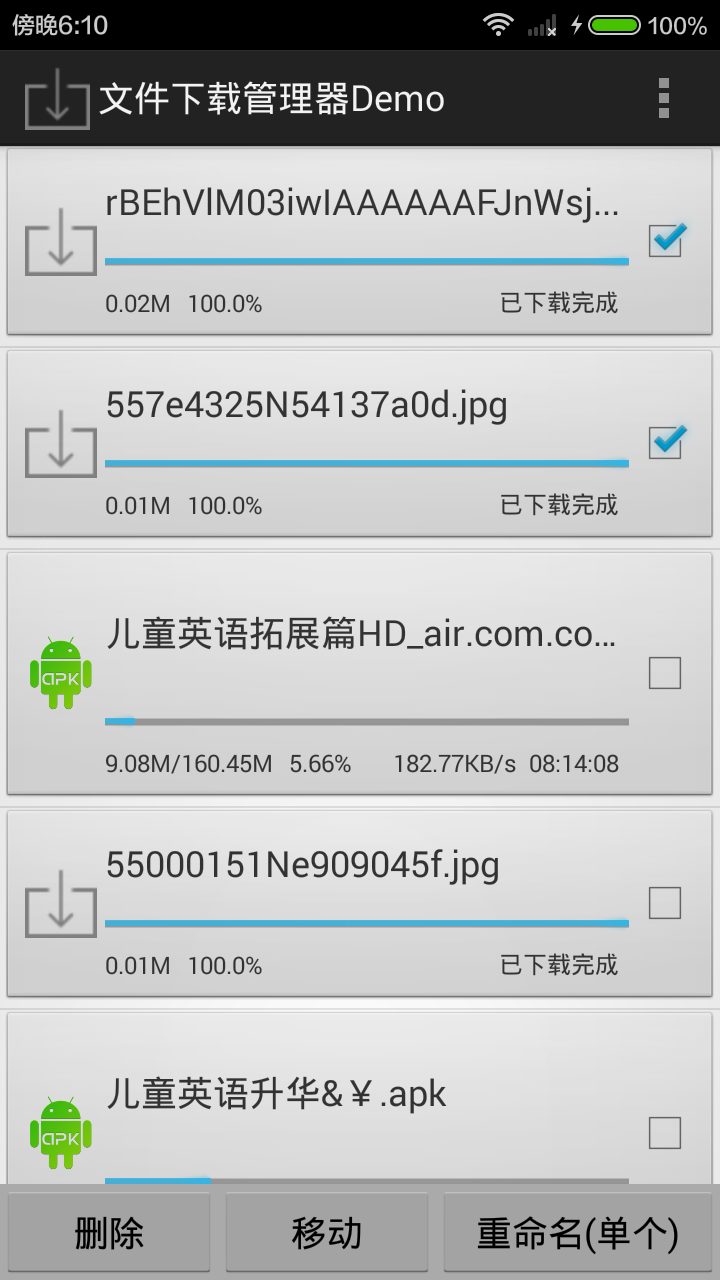 傍晚6:10
100%
文件下载管理器Demo
rBEhVlM03iwIAAAAAAFJnWsj...
0.02M 100.0% 已下载完成
557e4325N54137a0d.jpg
0.01M 100.0% 已下载完成
儿童英语拓展篇HD_air.com.co...
APK
9.08M/160.45M 5.66% 182.77KB/s 08:14:08
55000151Ne909045f.jpg
0.01M 100.0% 已下载完成
儿童英语升华&￥.apk
APK
删除 移动 重命名(单个)